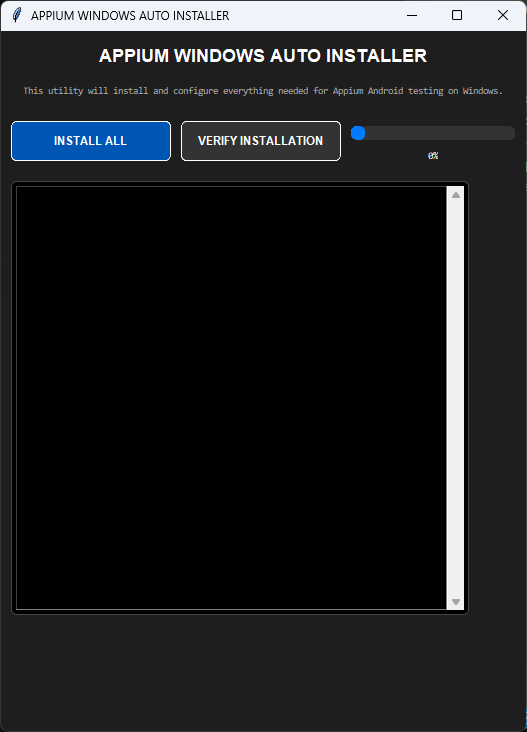 APPIUM WINDOWS AUTO INSTALLER
APPIUM WINDOWS AUTO INSTALLER
This utility will install and configure everything needed for Appium Android testing on Windows.
INSTALL ALL
VERIFY INSTALLATION
0%